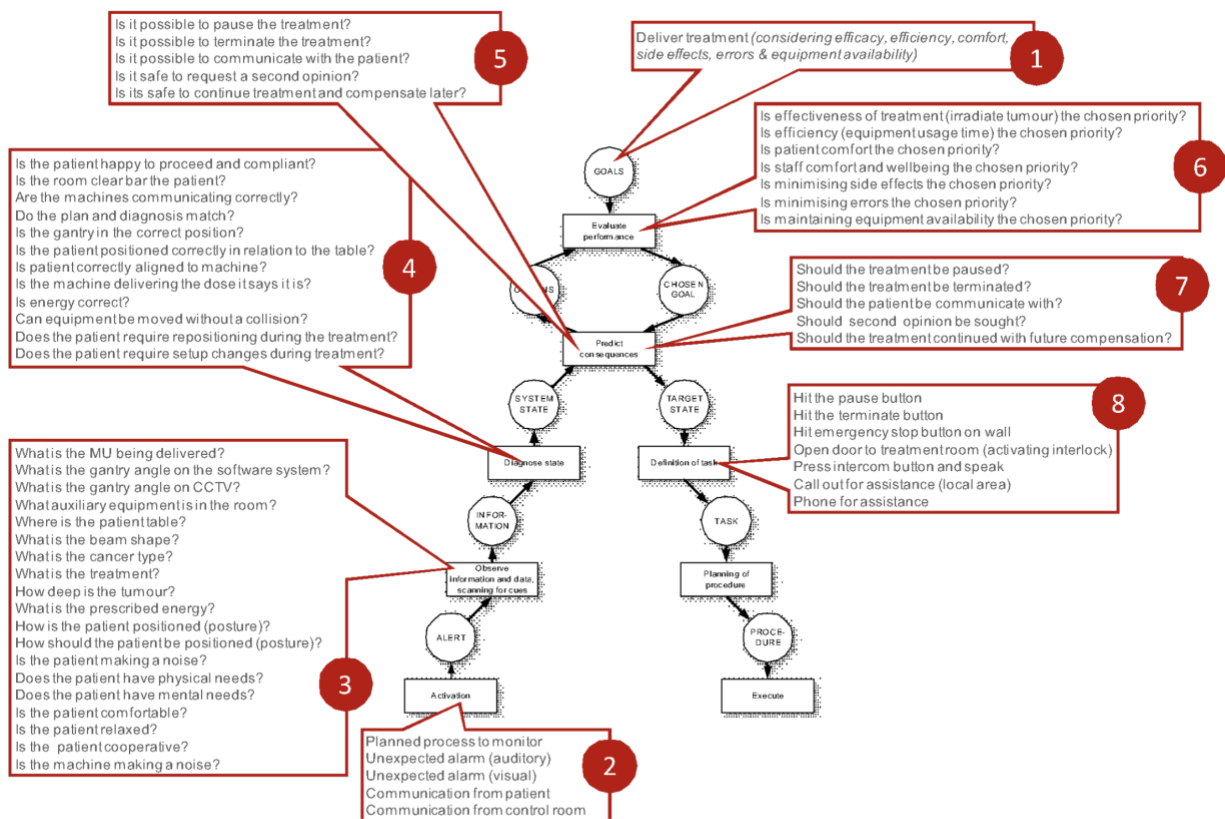 Is it possible to pause the treatment?
Is it possible to terminate the treatment?
Is it possible to communicate with the patient?
Is it safe to request a second opinion?
Is its safe to continue treatment and compensate later?
5
Deliver treatment (considering efficacy, efficiency, comfort,
side effects, errors & equipment availability)
1
Is effectiveness of treatment (irradiate tumour) the chosen priority?
Is efficiency (equipment usage time) the chosen priority?
Is patient comfort the chosen priority?
Is staff comfort and wellbeing the chosen priority?
Is minimising side effects the chosen priority?
Is minimising errors the chosen priority?
Is maintaining equipment availability the chosen priority?
6
Is the patient happy to proceed and compliant?
Is the room clear bar the patient?
Are the machines communicating correctly?
Do the plan and diagnosis match?
Is the gantry in the correct position?
Is the patient positioned correctly in relation to the table?
Is patient correctly aligned to machine?
Is the machine delivering the dose it says it is?
Is energy correct?
Can equipment be moved without a collision?
Does the patient require repositioning during the treatment?
Does the patient require setup changes during treatment?
4
GOALS
Evaluate
performance
CHOSEN
GOAL
Predict
consequences
Should the treatment be paused?
Should the treatment be terminated?
Should the patient be communicate with?
Should second opinion be sought?
Should the treatment continued with future compensation?
7
SYSTEM
STATE
TARGET
STATE
Diagnose state
Definition of task
Hit the pause button
Hit the terminate button
Hit emergency stop button on wall
Open door to treatment room (activating interlock)
Press intercom button and speak
Call out for assistance (local area)
Phone for assistance
8
What is the MU being delivered?
What is the gantry angle on the software system?
What is the gantry angle on CCTV?
What auxiliary equipment is in the room?
Where is the patient table?
What is the beam shape?
What is the cancer type?
What is the treatment?
How deep is the tumour?
What is the prescribed energy?
How is the patient positioned (posture)?
How should the patient be positioned (posture)?
Is the patient making a noise?
Does the patient have physical needs?
Does the patient have mental needs?
Is the patient comfortable?
Is the patient relaxed?
Is the patient cooperative?
Is the machine making a noise?
3
INFOR-
MATION
TASK
Observe
information and data,
scanning for cues
Planning of
procedure
ALERT
PROCE-
DURE
Activation
Execute
Planned process to monitor
Unexpected alarm (auditory)
Unexpected alarm (visual)
Communication from patient
Communication from control room
2